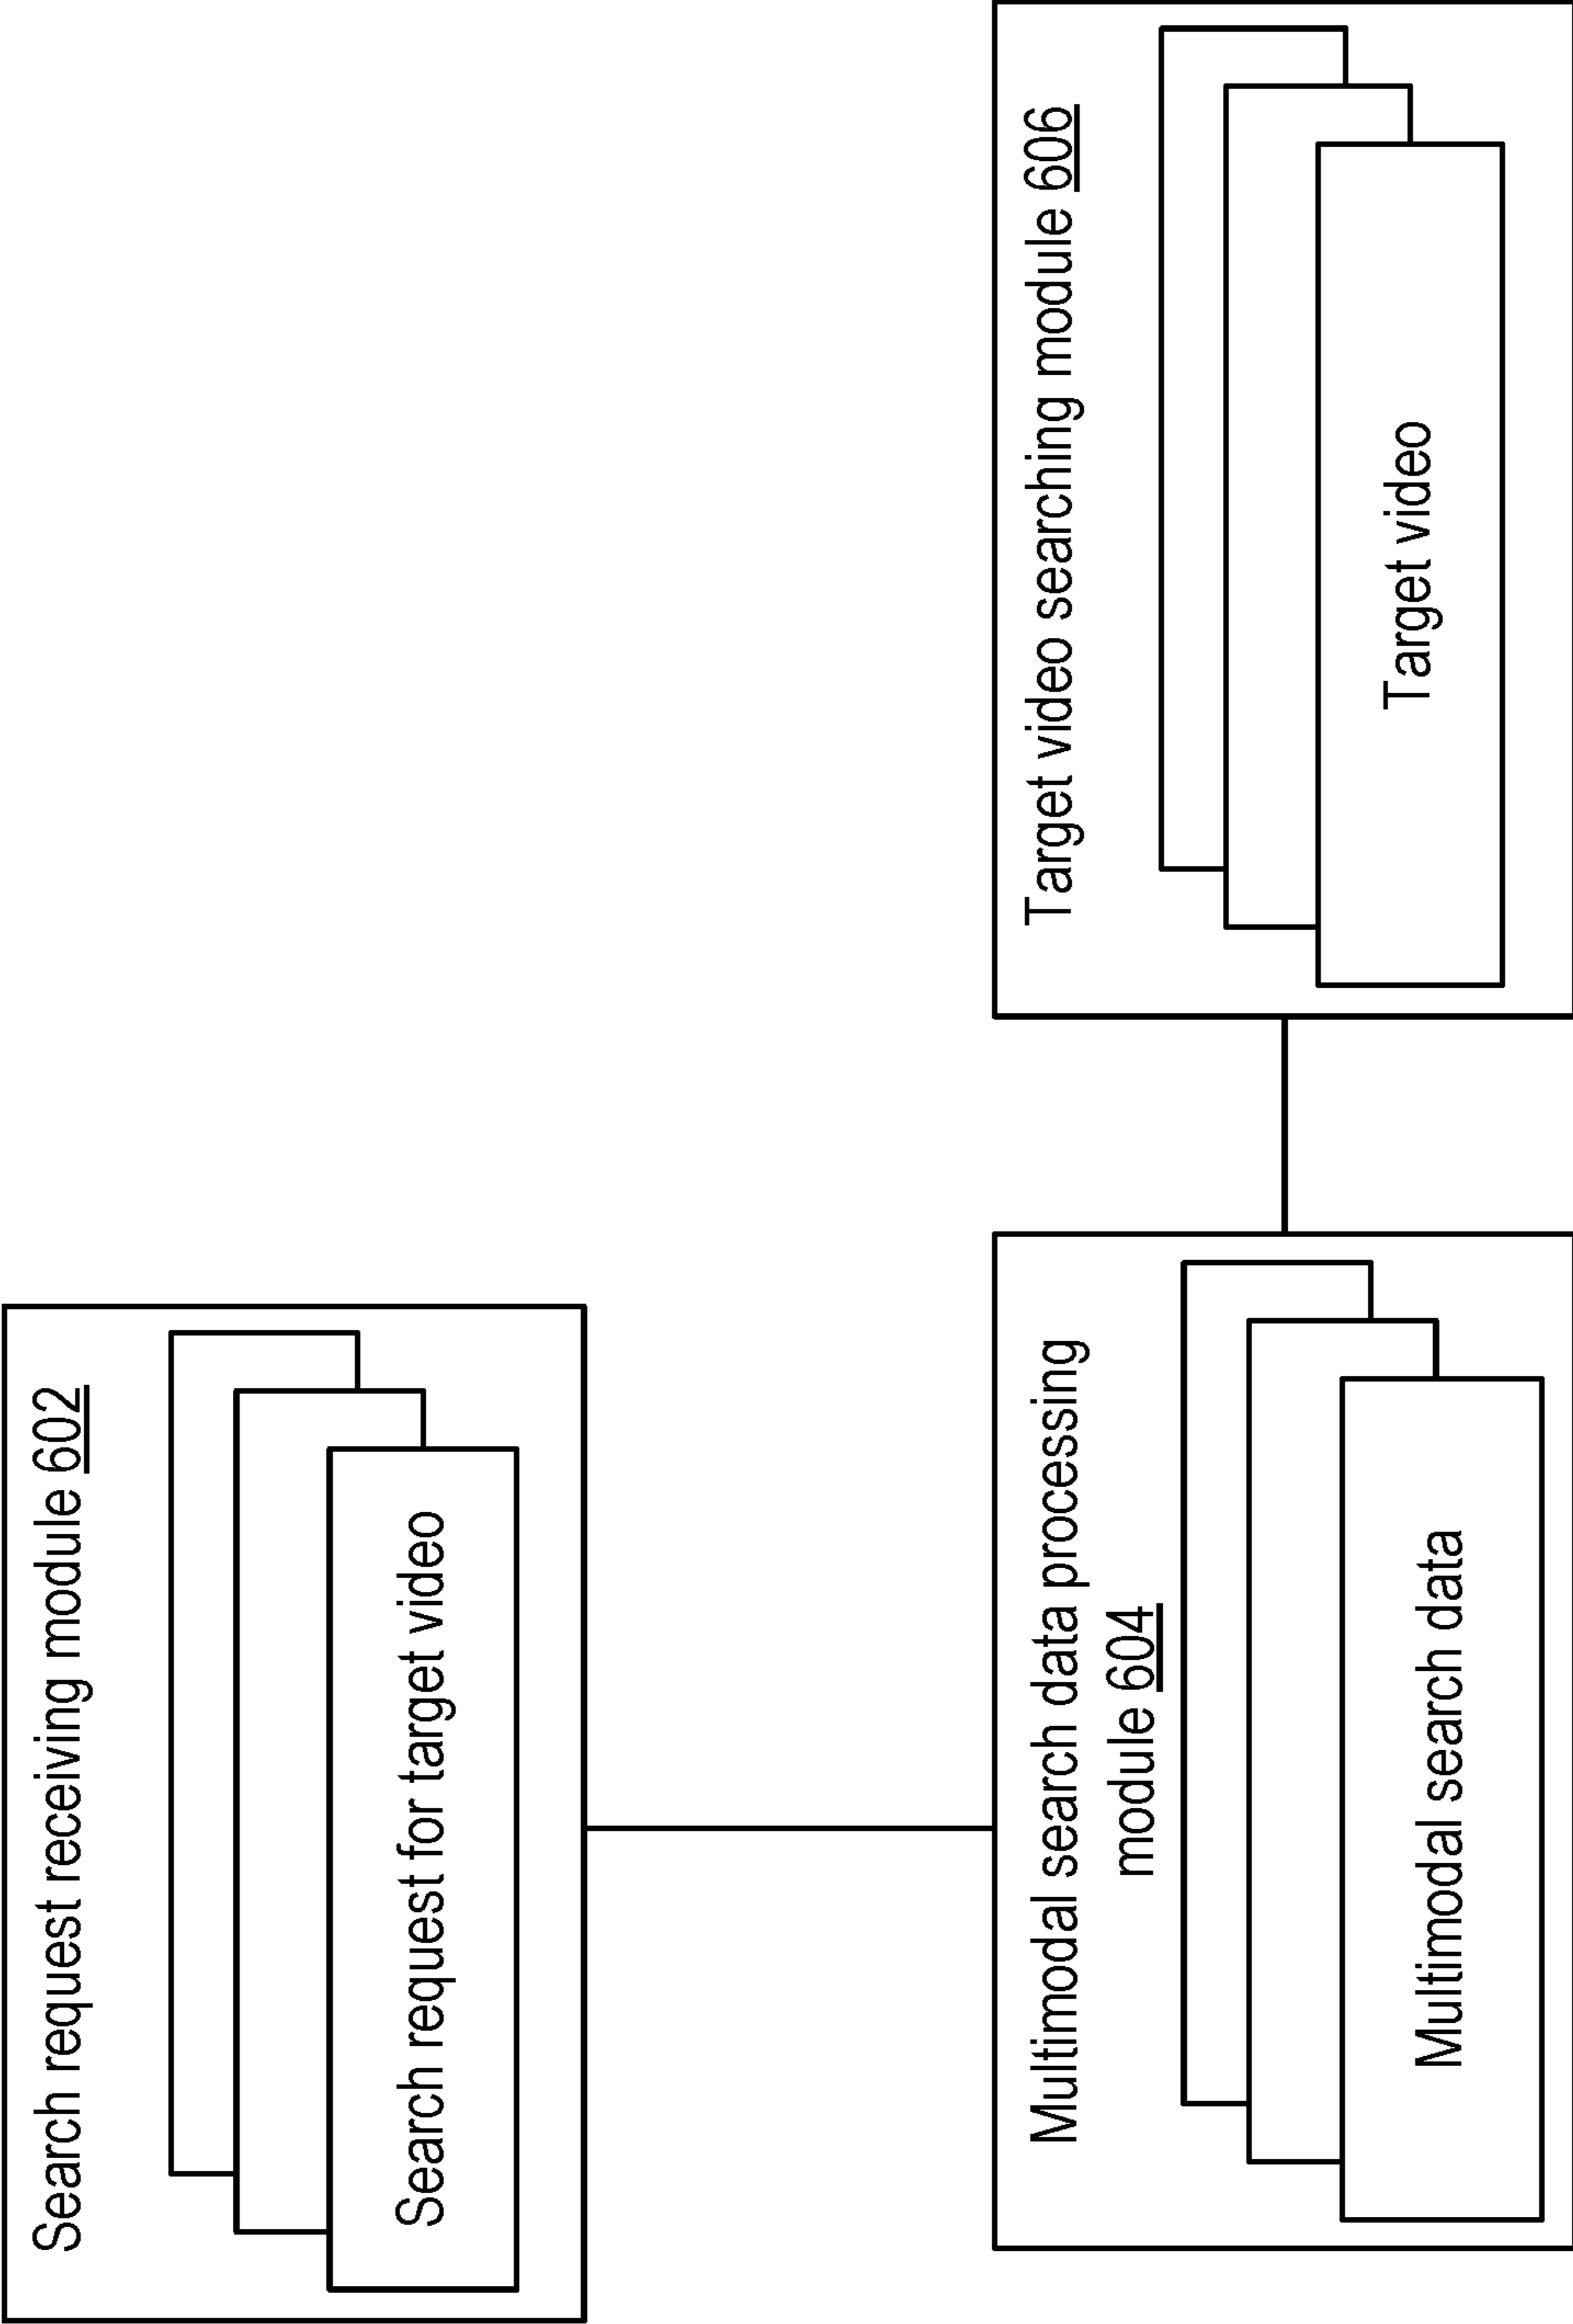 Search request receiving module 602
Search request for target video
Multimodal search data processing
module 604
Multimodal search data
Target video searching module 606
Target video